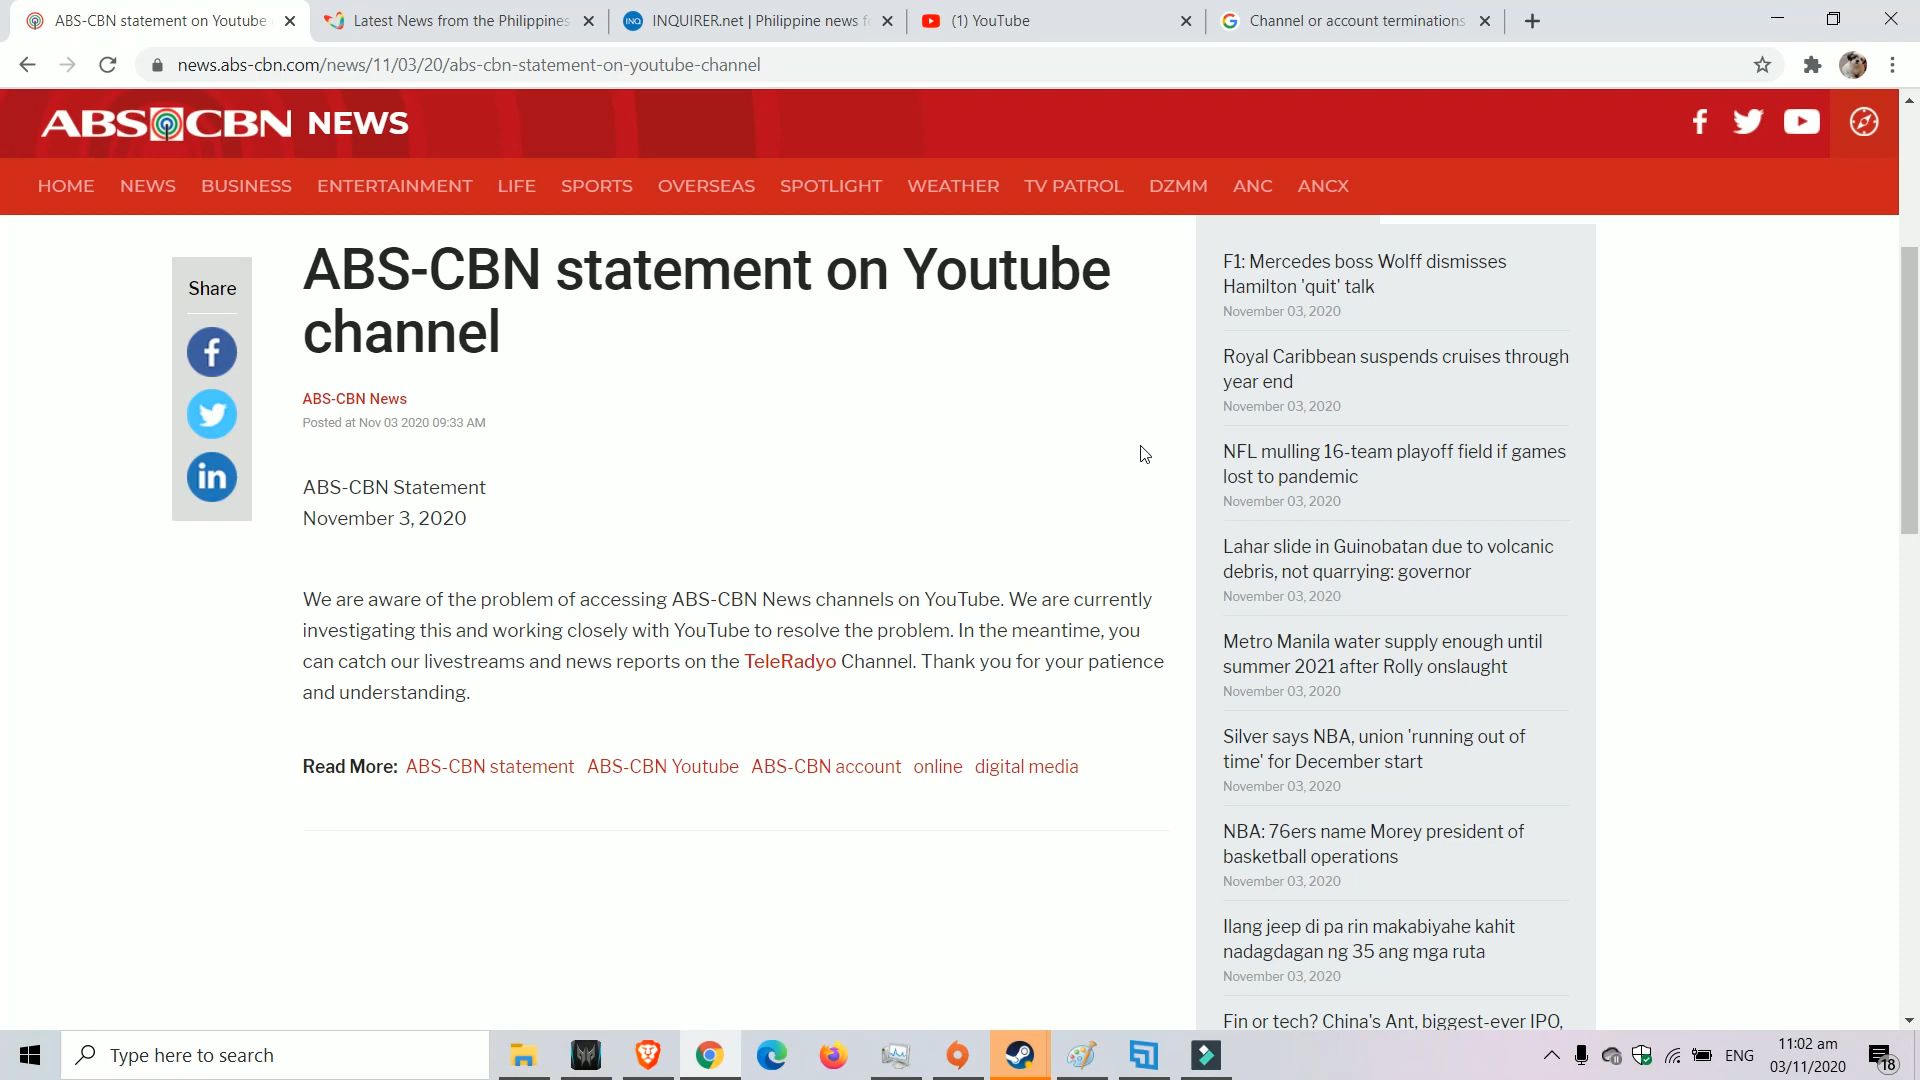 ABS-CBN statement on Youtube
Latest News from the Philippines
INQUIRER.net | Philippine news f
(1) YouTube
Channel or account terminations
news.abs-cbn.com/news/11/03/20/abs-cbn-statement-on-youtube-channel
ABS CBN NEWS
HOME NEWS BUSINESS ENTERTAINMENT LIFE SPORTS OVERSEAS SPOTLIGHT WEATHER TV PATROL DZMM ANC ANCX
Share
ABS-CBN statement on Youtube
channel
ABS-CBN News
Posted at Nov 03 2020 09:33 AM
ABS-CBN Statement
November 3, 2020
We are aware of the problem of accessing ABS-CBN News channels on YouTube. We are currently
investigating this and working closely with YouTube to resolve the problem. In the meantime, you
can catch our livestreams and news reports on the TeleRadyo Channel. Thank you for your patience
and understanding.
Read More: ABS-CBN statement ABS-CBN Youtube ABS-CBN account online digital media
F1: Mercedes boss Wolff dismisses
Hamilton 'quit' talk
November 03, 2020
Royal Caribbean suspends cruises through
year end
November 03, 2020
NFL mulling 16-team playoff field if games
lost to pandemic
November 03, 2020
Lahar slide in Guinobatan due to volcanic
debris, not quarrying: governor
November 03, 2020
Metro Manila water supply enough until
summer 2021 after Rolly onslaught
November 03, 2020
Silver says NBA, union 'running out of
time' for December start
November 03, 2020
NBA: 76ers name Morey president of
basketball operations
November 03, 2020
Ilang jeep di pa rin makabiyahe kahit
nadagdagan ng 35 ang mga ruta
November 03, 2020
Fin or tech? China's Ant, biggest-ever IPO,
Type here to search
ENG
11:02 am
03/11/2020
18